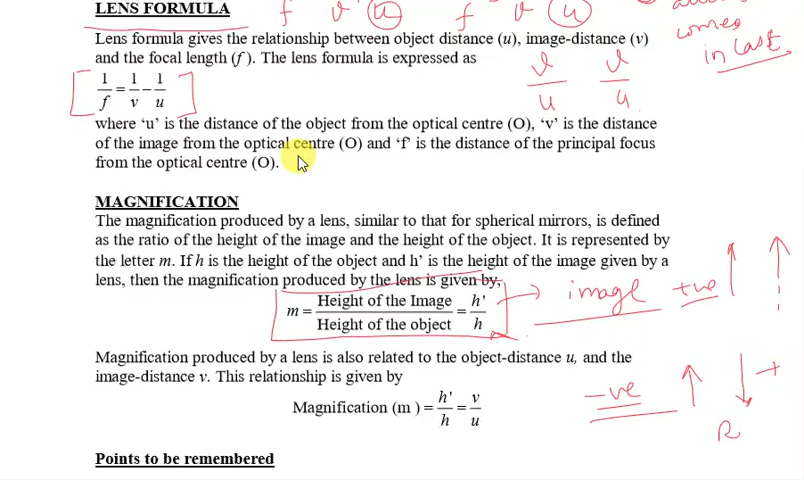 LENS FORMULA f v u f v u
comes
in last
Lens formula gives the relationship between object distance (u), image-distance (v)
and the focal length (f). The lens formula is expressed as
1/f = 1/v - 1/u
v/u v/u
where ‘u’ is the distance of the object from the optical centre (O), ‘v’ is the distance
of the image from the optical centre (O) and ‘f’ is the distance of the principal focus
from the optical centre (O).
MAGNIFICATION
The magnification produced by a lens, similar to that for spherical mirrors, is defined
as the ratio of the height of the image and the height of the object. It is represented by
the letter m. If h is the height of the object and h’ is the height of the image given by a
lens, then the magnification produced by the lens is given by,
m = Height of the Image / Height of the object = h' / h
image +ve
Magnification produced by a lens is also related to the object-distance u, and the
image-distance v. This relationship is given by
-ve +
R
Magnification (m ) = h' / h = v / u
Points to be remembered